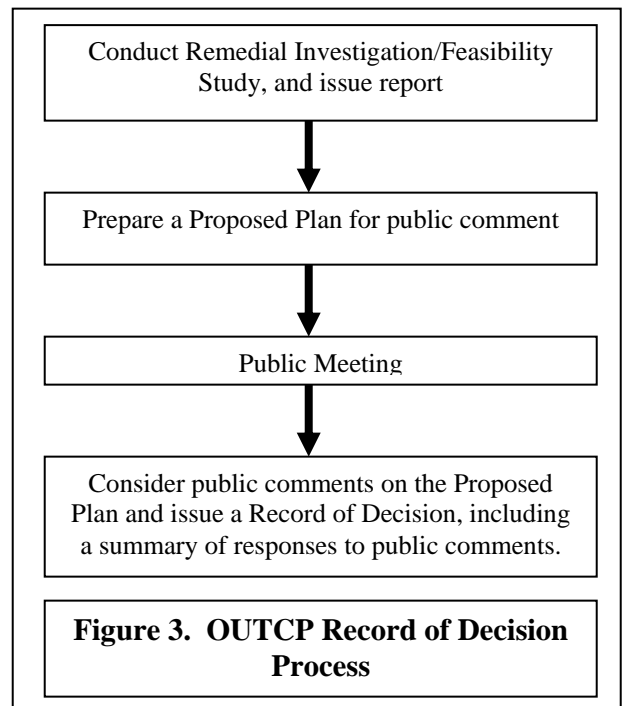 Conduct Remedial Investigation/Feasibility
Study, and issue report
Prepare a Proposed Plan for public comment
Public Meeting
Consider public comments on the Proposed
Plan and issue a Record of Decision, including
a summary of responses to public comments.
Figure 3.  OUTCP Record of Decision
Process